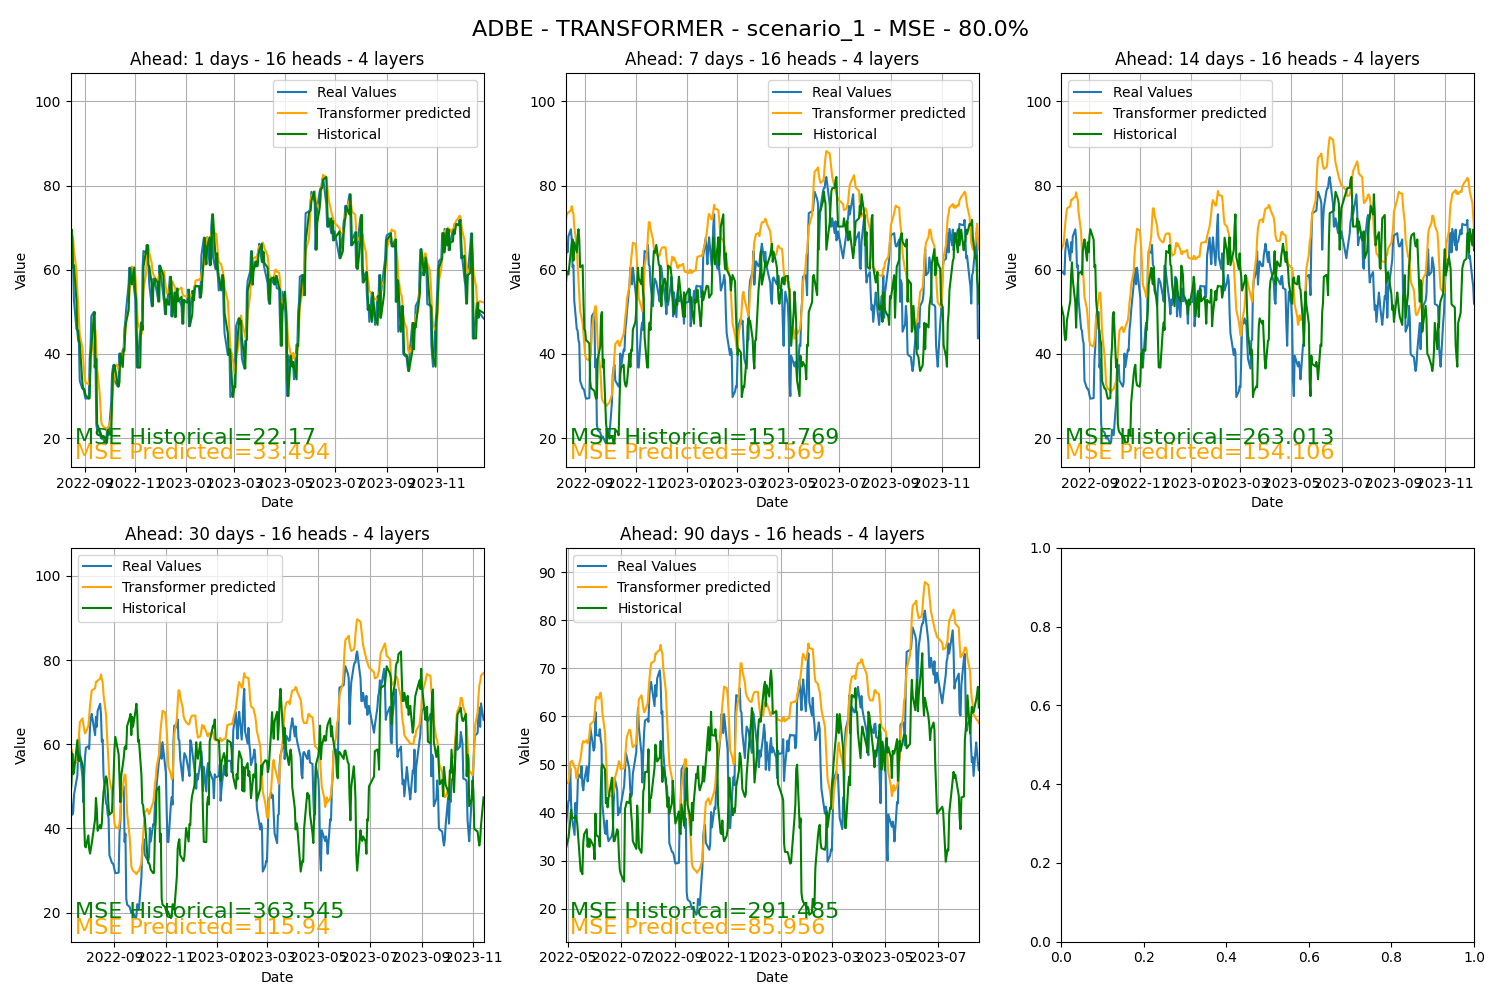 ADBE - TRANSFORMER - scenario_1 - MSE - 80.0%
Ahead: 1 days - 16 heads - 4 layers
Real Values
Transformer predicted
Historical
100
80
60
40
20
Value
MSE Historical=22.17
MSE Predicted=33.494
2022-09 2022-11 2023-01 2023-03 2023-05 2023-07 2023-09 2023-11
Date
Ahead: 7 days - 16 heads - 4 layers
Real Values
Transformer predicted
Historical
100
80
60
40
20
Value
MSE Historical=151.769
MSE Predicted=93.569
2022-09 2022-11 2023-01 2023-03 2023-05 2023-07 2023-09 2023-11
Date
Ahead: 14 days - 16 heads - 4 layers
Real Values
Transformer predicted
Historical
100
80
60
40
20
Value
MSE Historical=263.013
MSE Predicted=154.106
2022-09 2022-11 2023-01 2023-03 2023-05 2023-07 2023-09 2023-11
Date
Ahead: 30 days - 16 heads - 4 layers
Real Values
Transformer predicted
Historical
100
80
60
40
20
Value
MSE Historical=363.545
MSE Predicted=115.94
2022-09 2022-11 2023-01 2023-03 2023-05 2023-07 2023-09 2023-11
Date
Ahead: 90 days - 16 heads - 4 layers
Real Values
Transformer predicted
Historical
90
80
70
60
50
40
30
20
Value
MSE Historical=291.485
MSE Predicted=85.956
2022-05 2022-07 2022-09 2022-11 2023-01 2023-03 2023-05 2023-07
Date
1.0
0.8
0.6
0.4
0.2
0.0
0.0 0.2 0.4 0.6 0.8 1.0